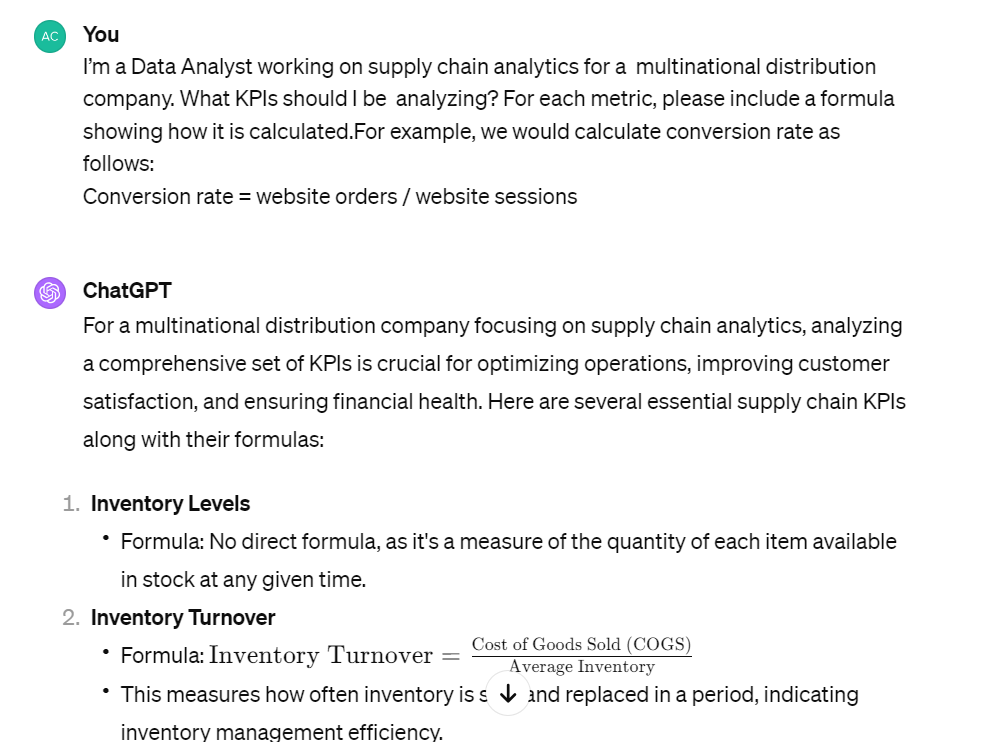 AC
You
I'm a Data Analyst working on supply chain analytics for a  multinational distribution
company. What KPIs should I be  analyzing? For each metric, please include a formula
showing how it is calculated.For example, we would calculate conversion rate as
follows:
Conversion rate = website orders / website sessions
ChatGPT
For a multinational distribution company focusing on supply chain analytics, analyzing
a comprehensive set of KPIs is crucial for optimizing operations, improving customer
satisfaction, and ensuring financial health. Here are several essential supply chain KPIs
along with their formulas:
1. Inventory Levels
• Formula: No direct formula, as it's a measure of the quantity of each item available
in stock at any given time.
2. Inventory Turnover
• Formula: Inventory Turnover = Cost of Goods Sold (COGS) / Average Inventory
• This measures how often inventory is and replaced in a period, indicating
inventory management efficiency.